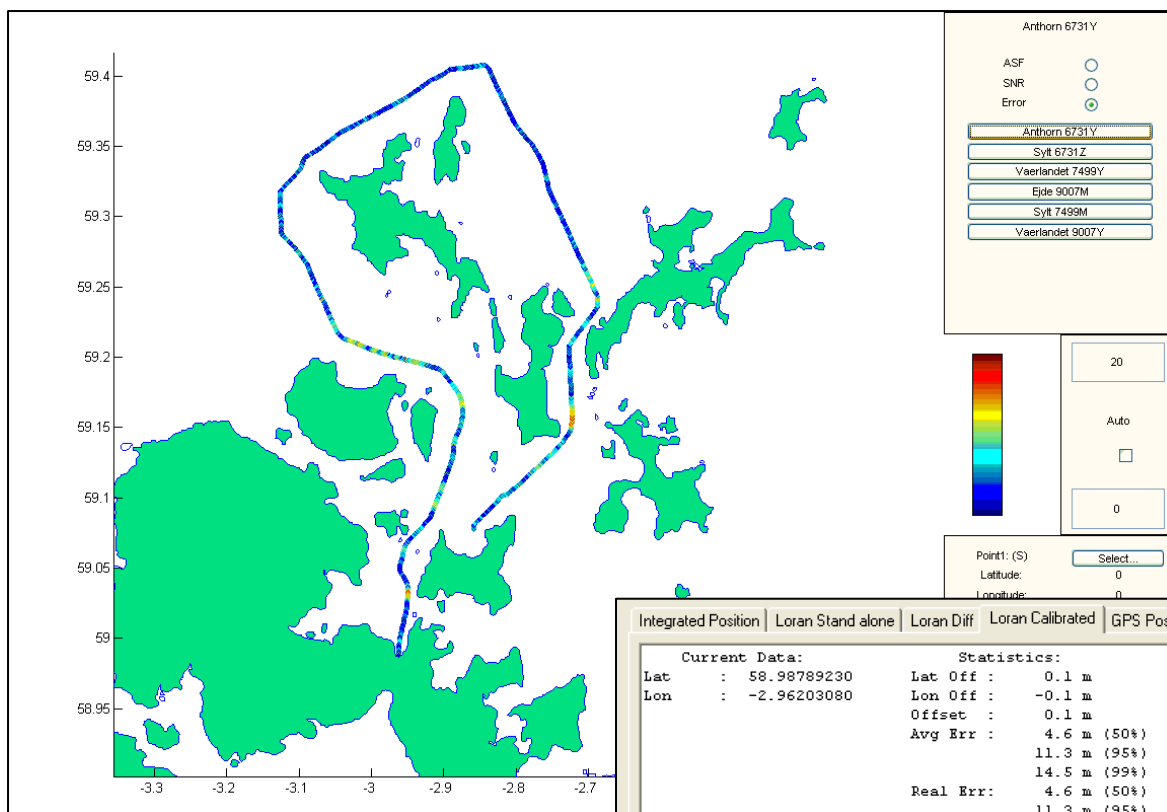 59.4
59.35
59.3
59.25
59.2
59.15
59.1
59.05
59
58.95
-3.3
-3.2
-3.1
-3
-2.9
-2.8
-2.7
-2.6
Anthorn 6731Y
ASF
SNR
Error
Anthorn 6731Y
Sylt 6731Z
Vaerlandet 7499Y
Ejde 9007M
Sylt 7499M
Vaerlandet 9007Y
20
Auto
0
Point1: (S) Select...
Latitude: 0
Longitude: 0
Integrated Position Loran Stand alone Loran Diff Loran Calibrated GPS Pos
Current Data: Statistics:
Lat : 58.98789230 Lat Off : 0.1 m
Lon : -2.96203080 Lon Off : -0.1 m
Offset : 0.1 m
Avg Err : 4.6 m (50%)
11.3 m (95%)
14.5 m (99%)
Real Err: 4.6 m (50%)
11.3 m (95%)